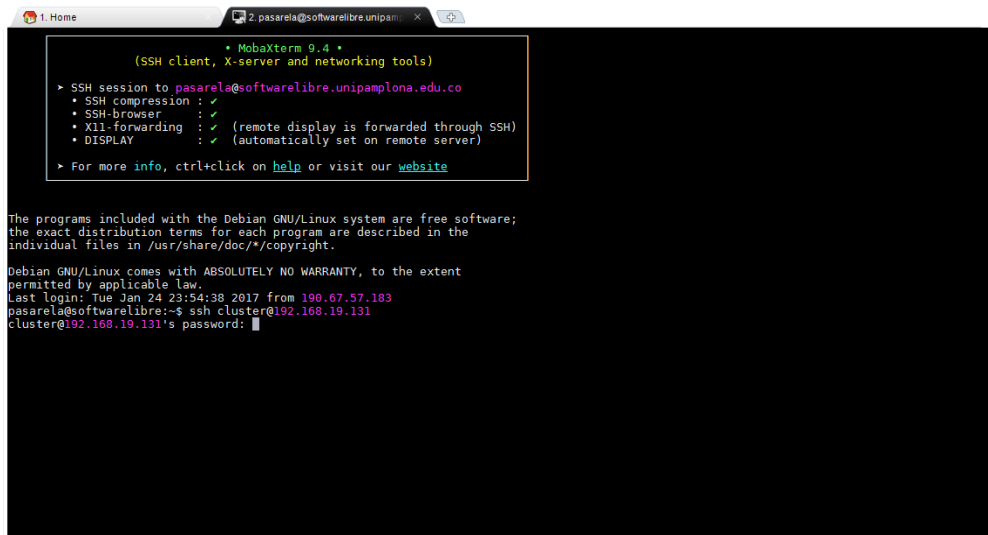 1. Home
2. pasarela@softwarelibre.unipamp
• MobaXterm 9.4 •
(SSH client, X-server and networking tools)
➤ SSH session to pasarela@softwarelibre.unipamplona.edu.co
• SSH compression : ✔
• SSH-browser : ✔
• X11-forwarding : ✔ (remote display is forwarded through SSH)
• DISPLAY : ✔ (automatically set on remote server)
➤ For more info, ctrl+click on help or visit our website
The programs included with the Debian GNU/Linux system are free software;
the exact distribution terms for each program are described in the
individual files in /usr/share/doc/*/copyright.
Debian GNU/Linux comes with ABSOLUTELY NO WARRANTY, to the extent
permitted by applicable law.
Last login: Tue Jan 24 23:54:38 2017 from 190.67.57.183
pasarela@softwarelibre:~$ ssh cluster@192.168.19.131
cluster@192.168.19.131's password: